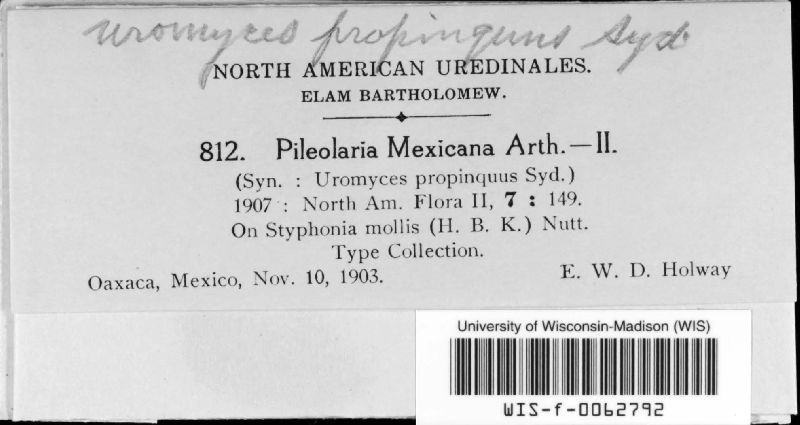 Uromyces propinquus Syd
NORTH AMERICAN UREDINALES.
ELAM BARTHOLOMEW.
812. Pileolaria Mexicana Arth.—II.
(Syn. : Uromyces propinquus Syd.)
1907 : North Am. Flora II, 7 : 149.
On Styphonia mollis (H. B. K.) Nutt.
Type Collection.
Oaxaca, Mexico, Nov. 10, 1903. E. W. D. Holway
University of Wisconsin-Madison (WIS)
WIS-f-0062792